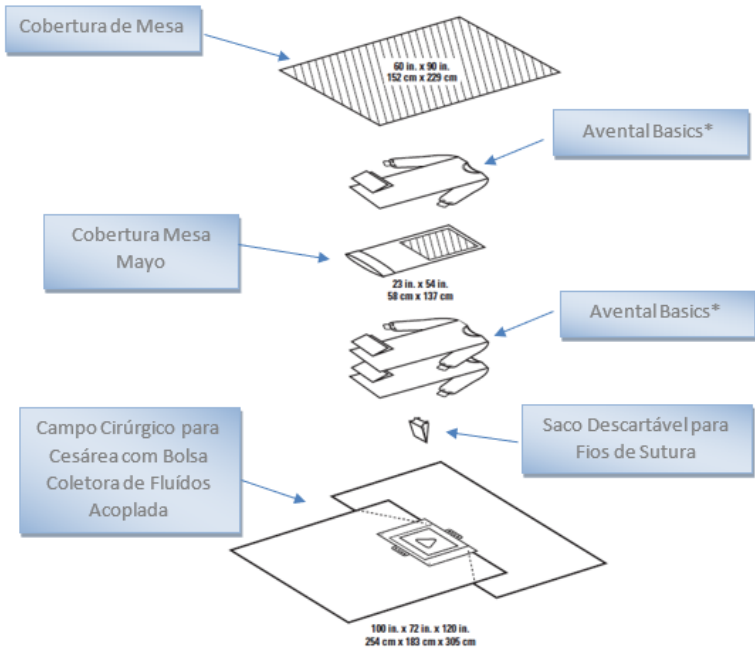 Cobertura de Mesa
60 in. x 90 in.
152 cm x 229 cm
Avental Basics*
Cobertura Mesa
Mayo
23 in. x 54 in.
58 cm x 137 cm
Avental Basics*
Campo Cirúrgico para
Cesárea com Bolsa
Coletora de Fluídos
Acoplada
Saco Descartável para
Fios de Sutura
100 in. x 72 in. x 120 in.
254 cm x 183 cm x 305 cm